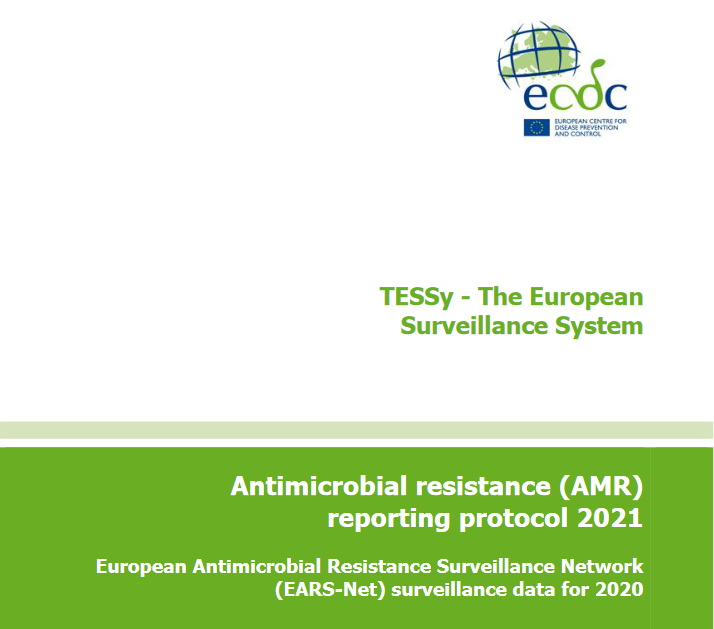 ecdc
EUROPEAN CENTRE FOR
DISEASE PREVENTION
AND CONTROL
TESSy - The European
Surveillance System
Antimicrobial resistance (AMR)
reporting protocol 2021
European Antimicrobial Resistance Surveillance Network
(EARS-Net) surveillance data for 2020